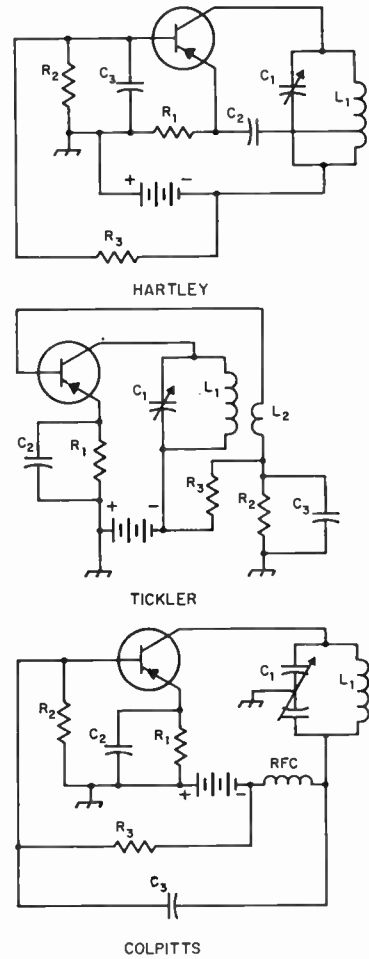 C1
R2
C3
L1
R1
C2
+ −
R3
HARTLEY
C1
L1
L2
C2
R1
R3
R2
C3
+ −
TICKLER
C1
L1
R2
C2
R1
RFC
+ −
R3
C3
COLPITTS